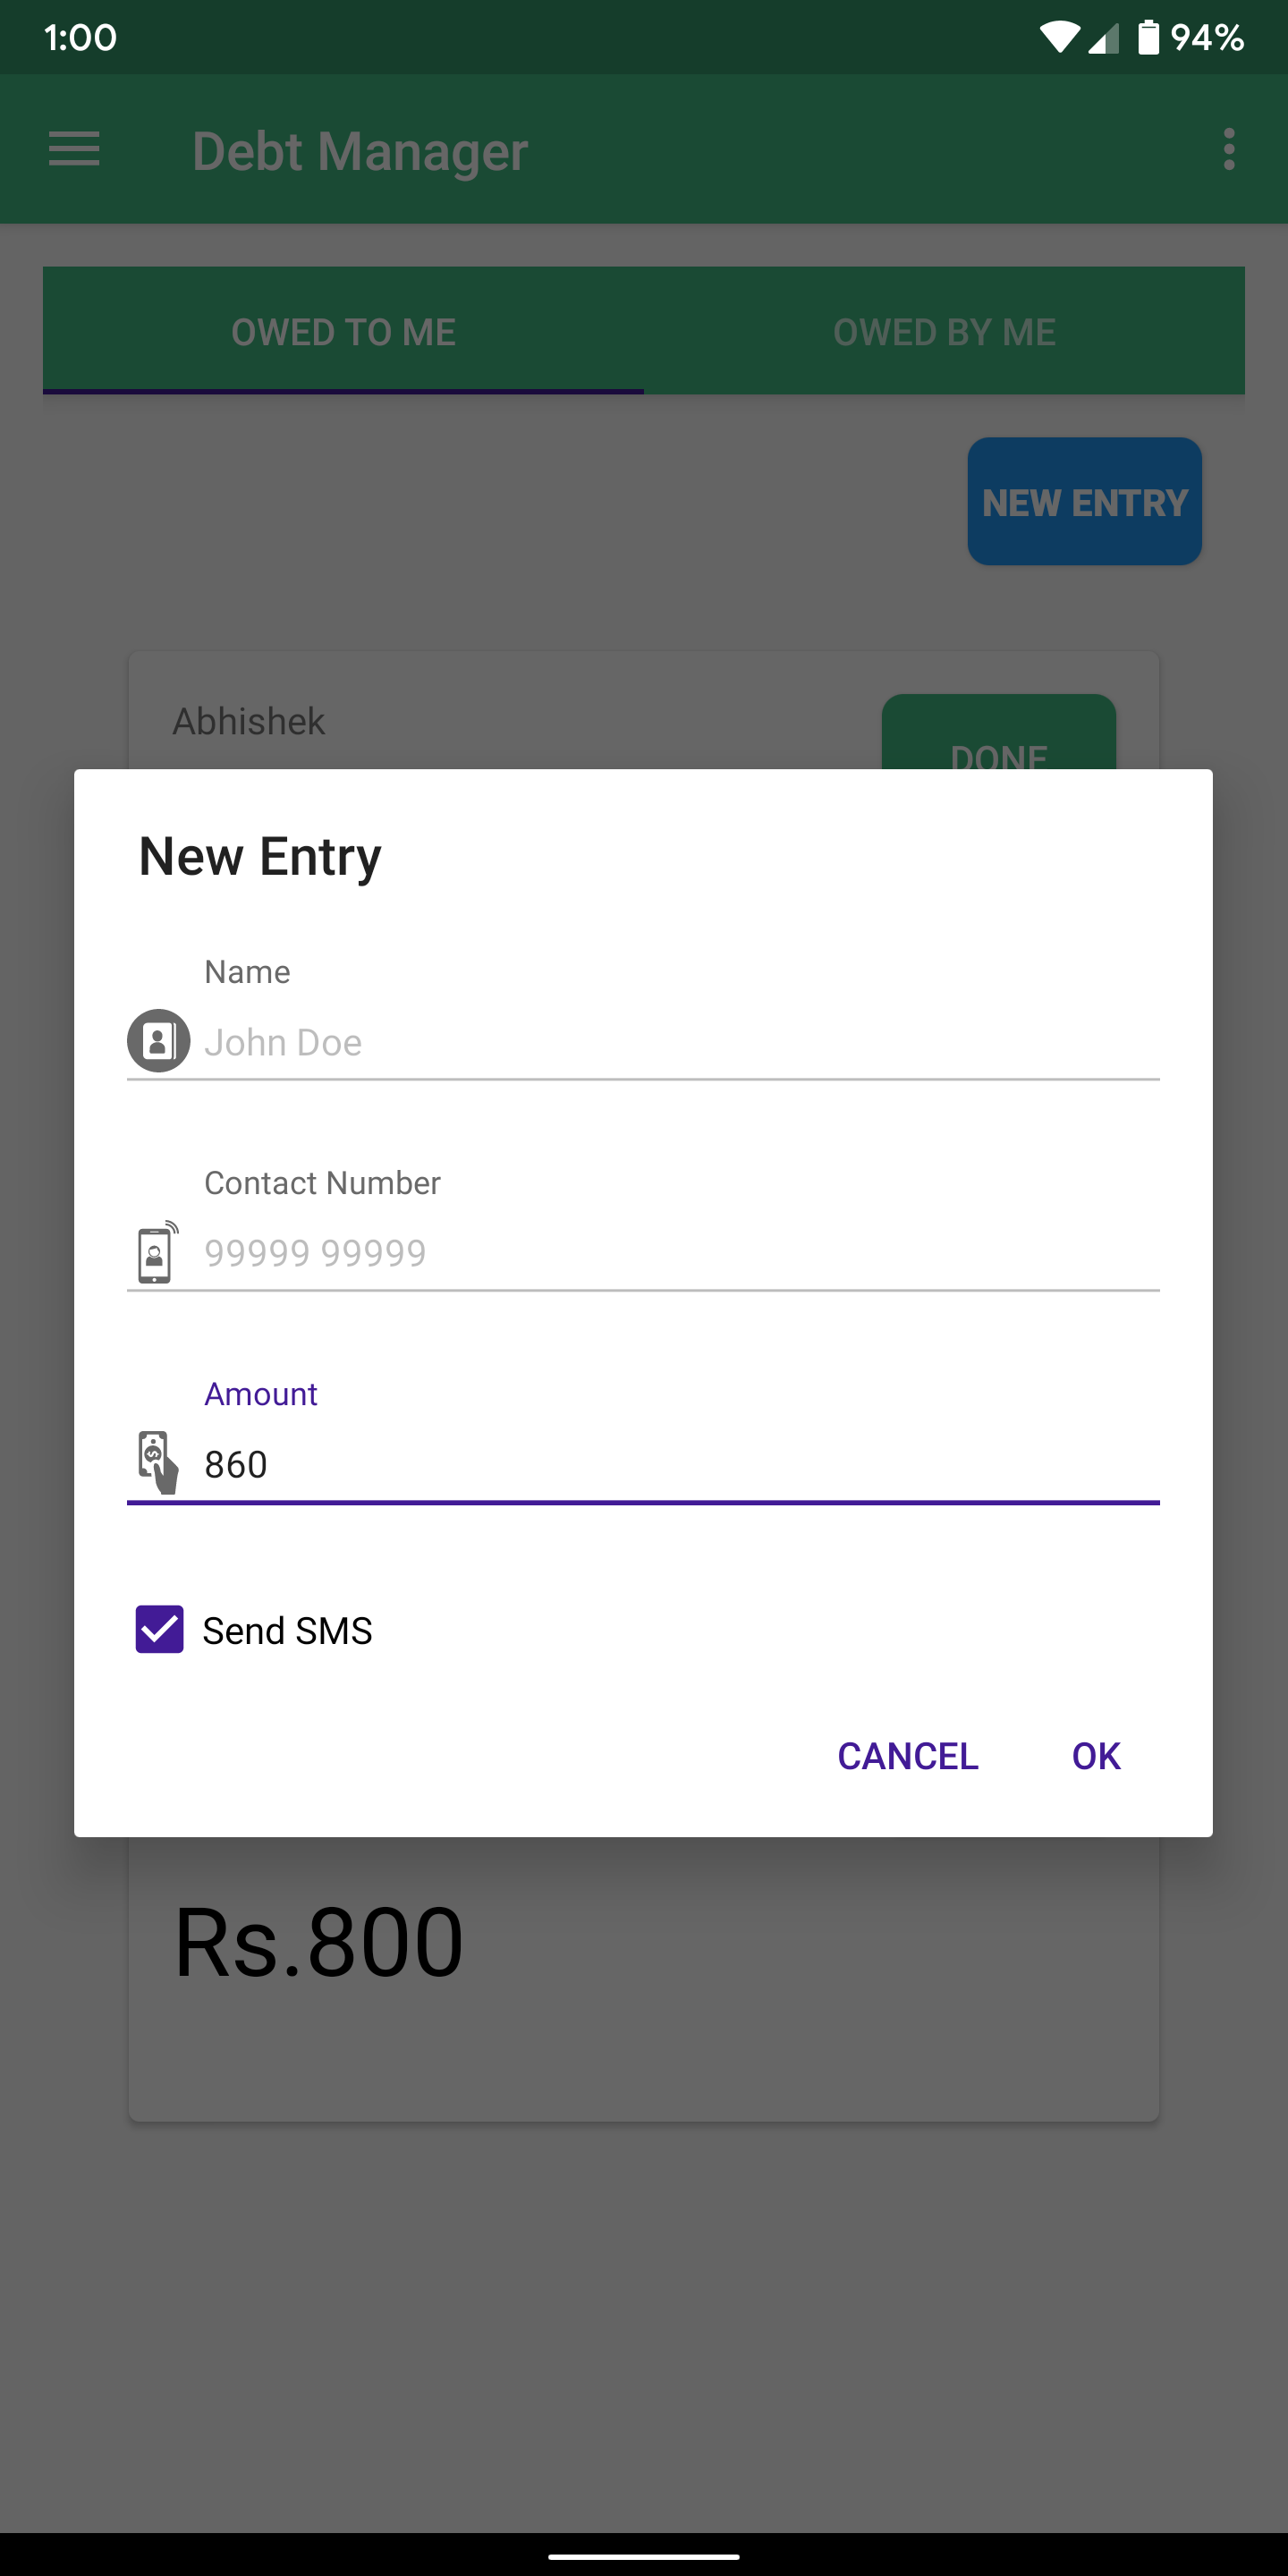 1:00 94%
Debt Manager
OWED TO ME OWED BY ME
NEW ENTRY
Abhishek
DONE
New Entry
Name
John Doe
Contact Number
99999 99999
Amount
860
Send SMS
CANCEL OK
Rs.800